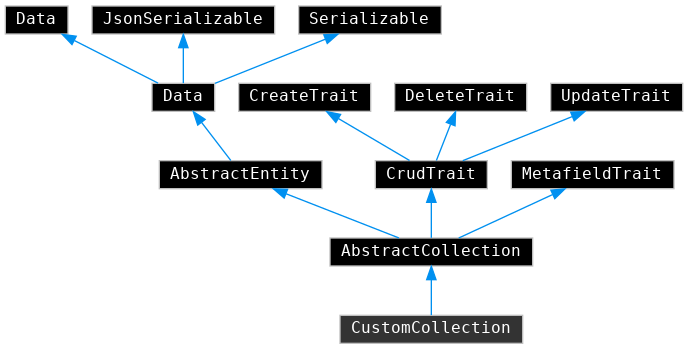 Data JsonSerializable Serializable
Data CreateTrait DeleteTrait UpdateTrait
AbstractEntity CrudTrait MetafieldTrait
AbstractCollection
CustomCollection